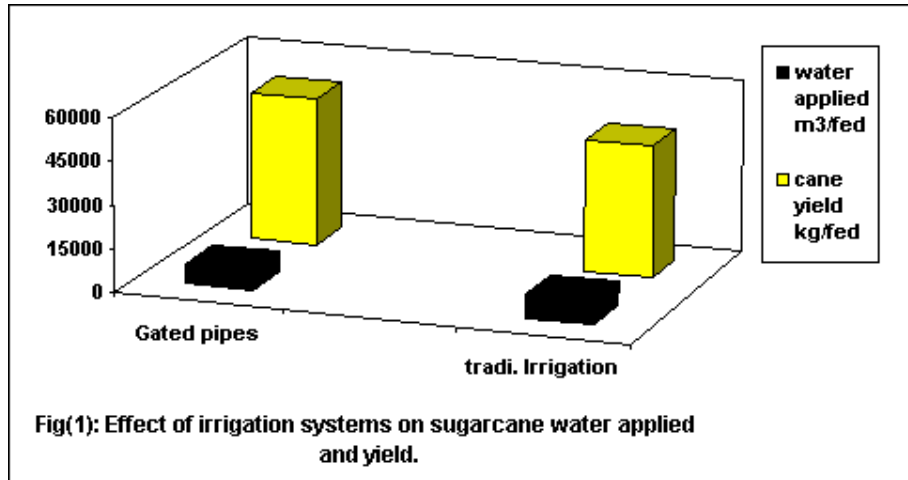 60000
45000
30000
15000
0
Gated pipes
tradi. Irrigation
water
applied
m3/fed
cane
yield
kg/fed
Fig(1): Effect of irrigation systems on sugarcane water applied
and yield.